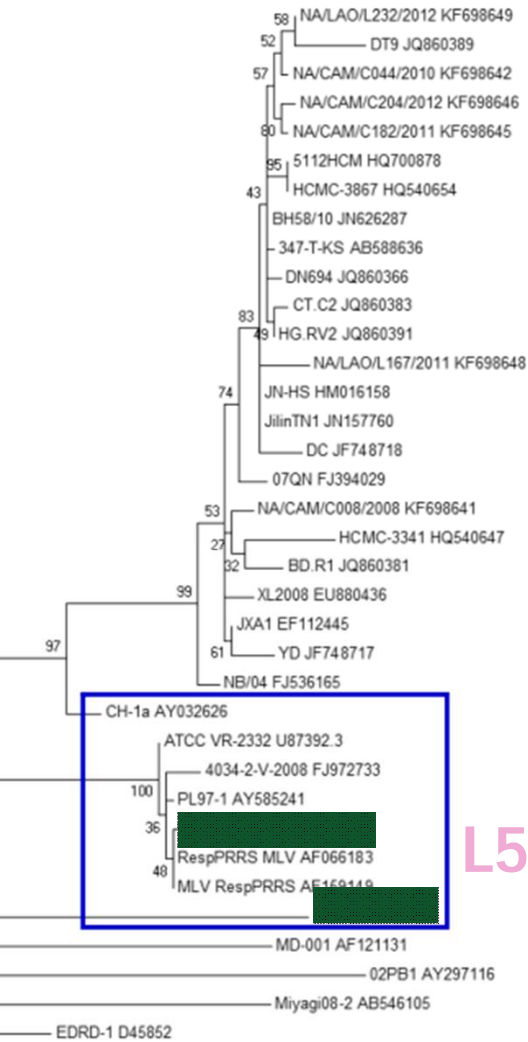 58
NA/LAO/L232/2012 KF698649
52
DT9 JQ860389
57
NA/CAM/C044/2010 KF698642
NA/CAM/C204/2012 KF698646
80
NA/CAM/C182/2011 KF698645
95
5112HCM HQ700878
HCMC-3867 HQ540654
43
BH58/10 JN626287
347-T-KS AB588636
DN694 JQ860366
CT.C2 JQ860383
83
49
HG.RV2 JQ860391
NA/LAO/L167/2011 KF698648
74
JN-HS HM016158
JilinTN1 JN157760
DC JF748718
07QN FJ394029
53
NA/CAM/C008/2008 KF698641
27
HCMC-3341 HQ540647
32
BD.R1 JQ860381
99
XL2008 EU880436
JXA1 EF112445
97
61
YD JF748717
NB/04 FJ536165
CH-1a AY032626
ATCC VR-2332 U87392.3
4034-2-V-2008 FJ972733
100
PL97-1 AY585241
36
L5
RespPRRS MLV AF066183
48
MLV RespPRRS AF159149
MD-001 AF121131
02PB1 AY297116
Miyagi08-2 AB546105
EDRD-1 D45852